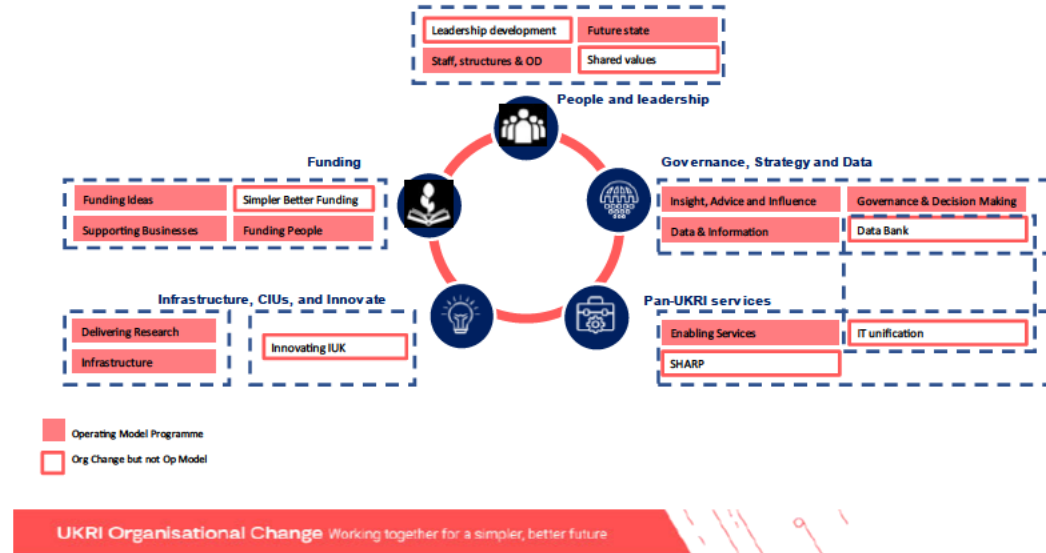 Leadership development
Future state
Staff, structures & OD
Shared values
People and leadership
Funding
Funding Ideas
Simpler Better Funding
Supporting Businesses
Funding People
Governance, Strategy and Data
Insight, Advice and Influence
Governance & Decision Making
Data & Information
Data Bank
Infrastructure, CIUs, and Innovate
Delivering Research
Infrastructure
Innovating IUK
Pan-UKRI services
Enabling Services
IT unification
SHARP
Operating Model Programme
Org Change but not Op Model
UKRI Organisational Change Working together for a simpler, better future